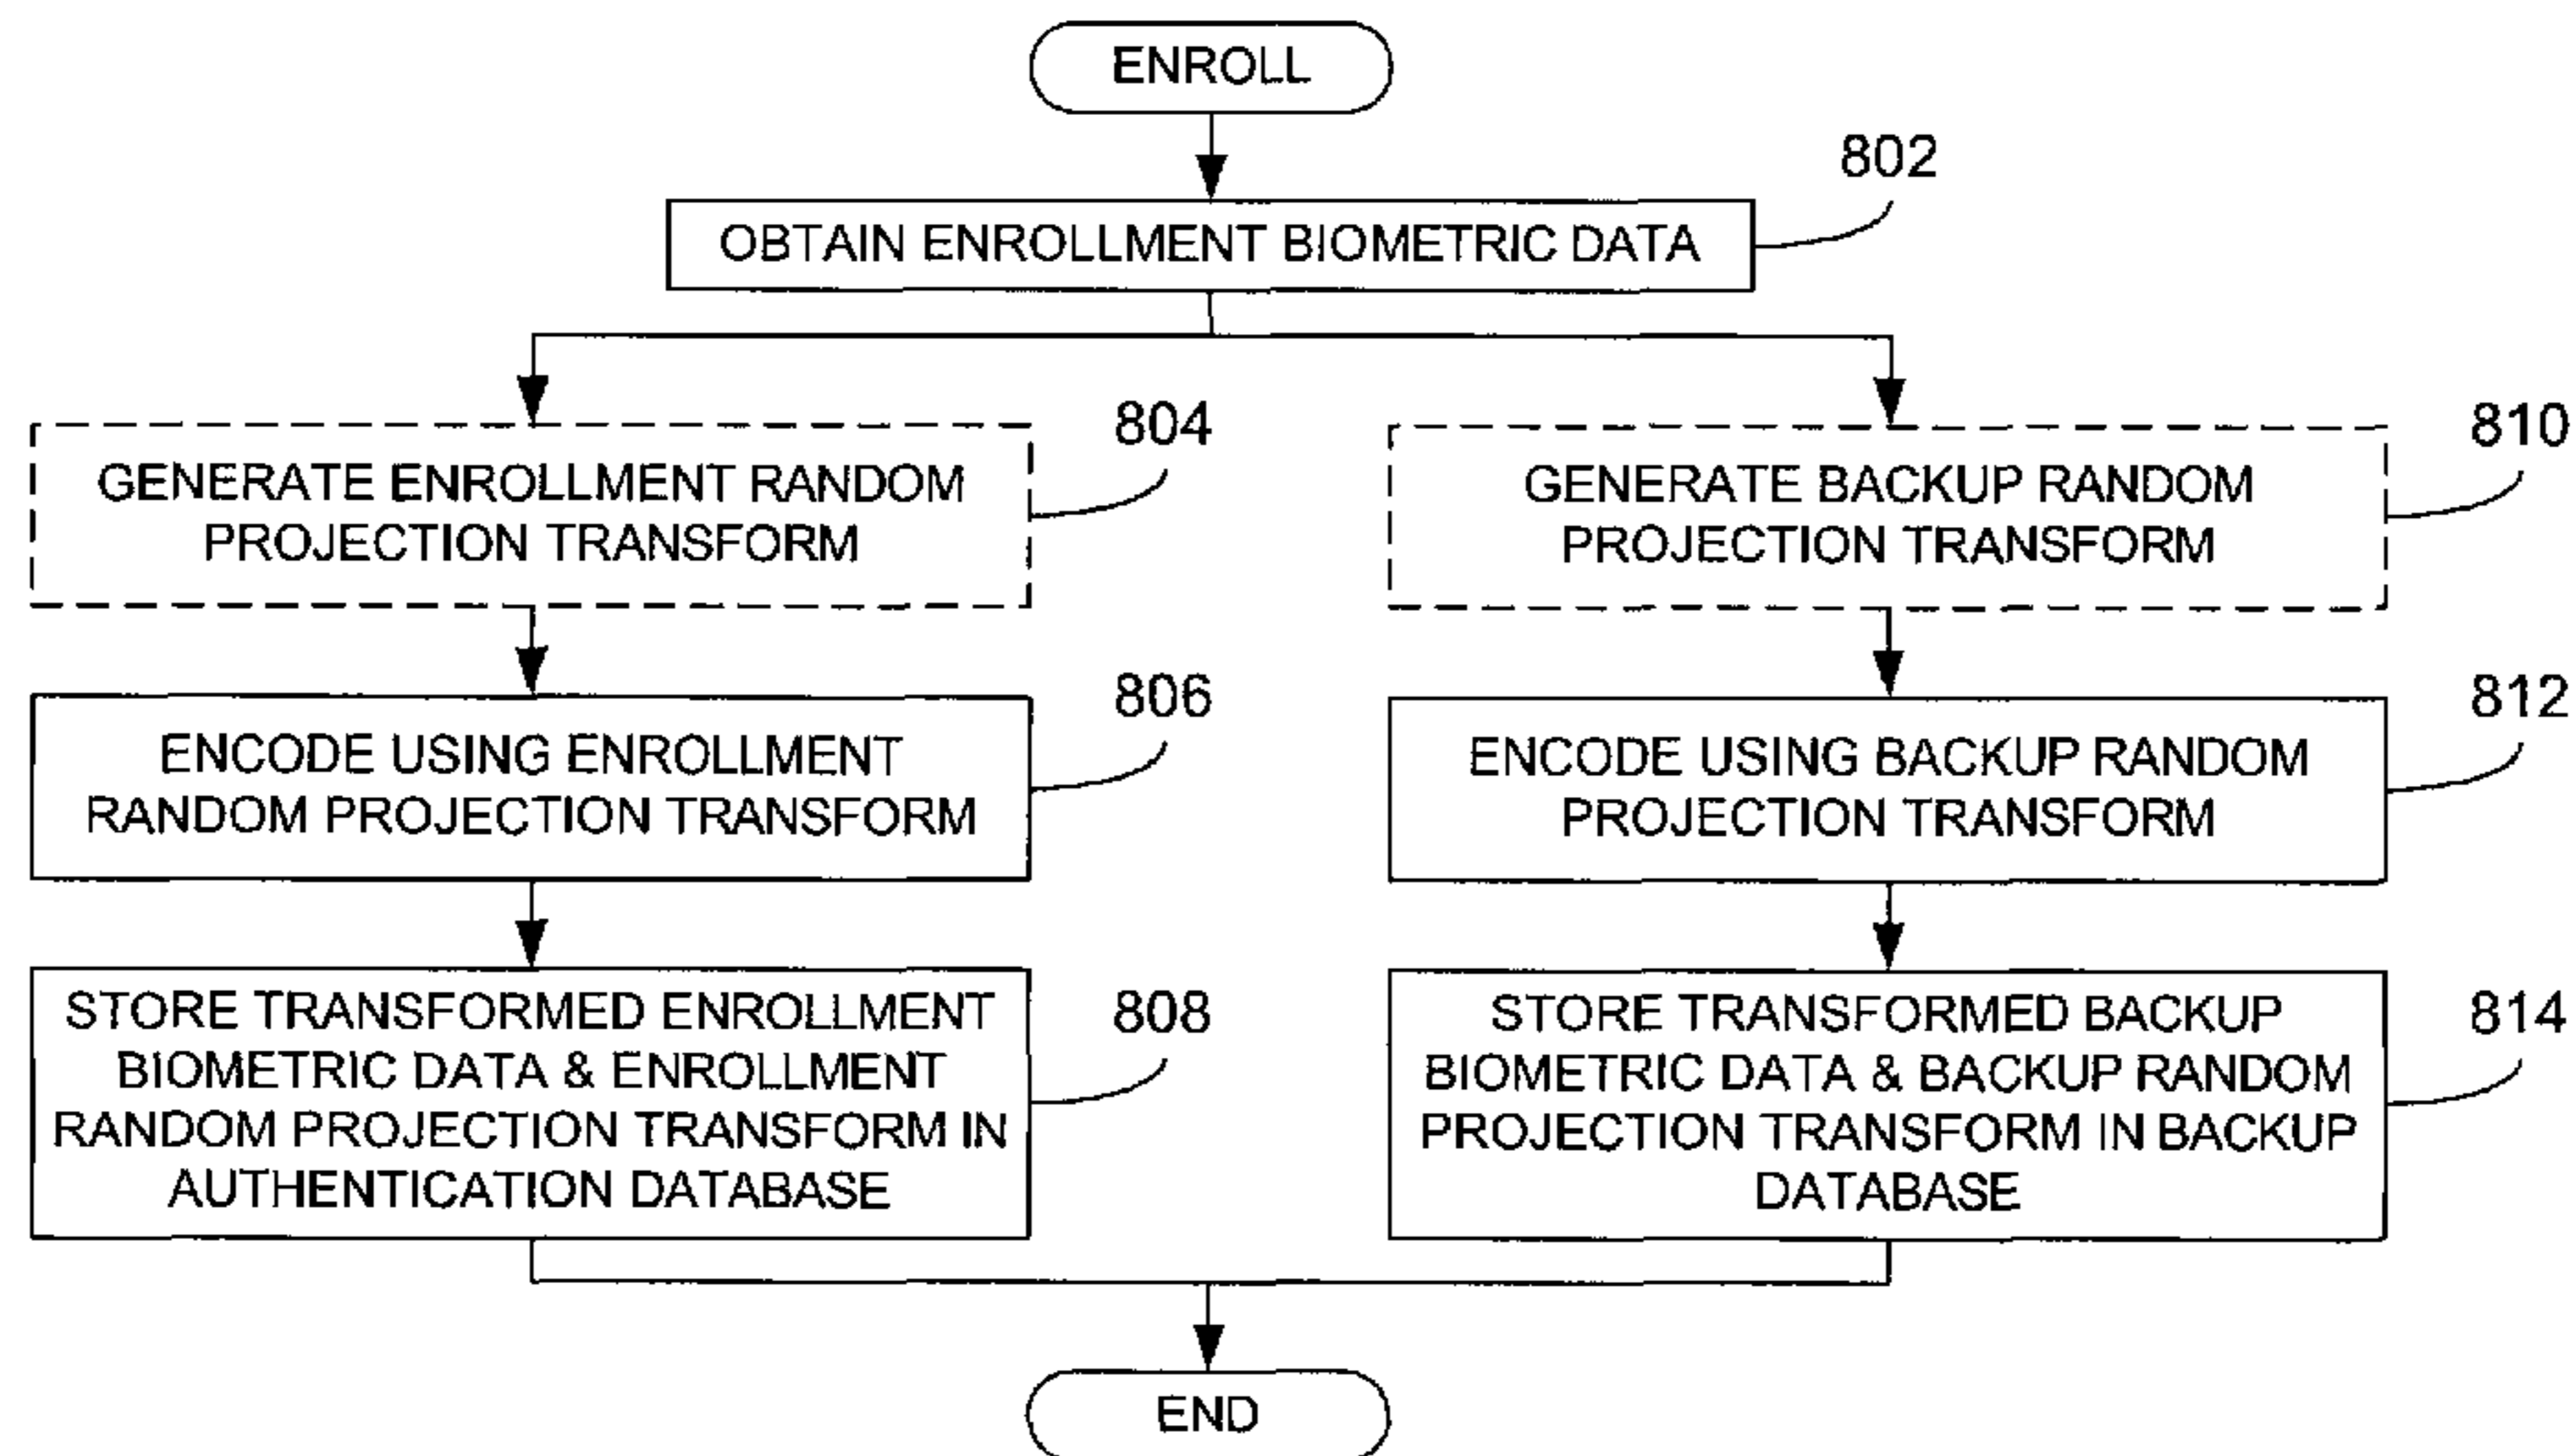 ENROLL
802
OBTAIN ENROLLMENT BIOMETRIC DATA
804
GENERATE ENROLLMENT RANDOM
PROJECTION TRANSFORM
806
ENCODE USING ENROLLMENT
RANDOM PROJECTION TRANSFORM
808
STORE TRANSFORMED ENROLLMENT
BIOMETRIC DATA & ENROLLMENT
RANDOM PROJECTION TRANSFORM IN
AUTHENTICATION DATABASE
810
GENERATE BACKUP RANDOM
PROJECTION TRANSFORM
812
ENCODE USING BACKUP RANDOM
PROJECTION TRANSFORM
814
STORE TRANSFORMED BACKUP
BIOMETRIC DATA & BACKUP RANDOM
PROJECTION TRANSFORM IN BACKUP
DATABASE
END